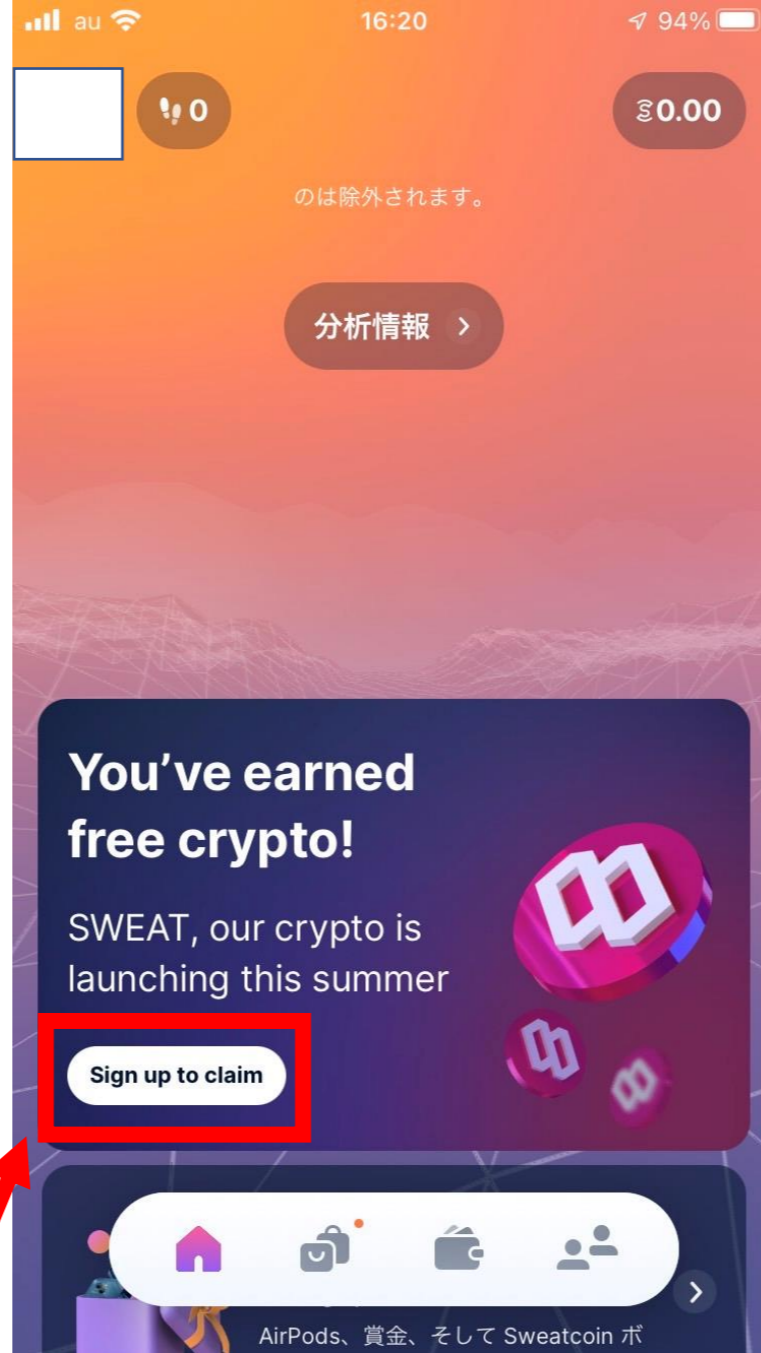 au 16:20 94%
0 0.00
のは除外されます。
分析情報
You've earned
free crypto!
SWEAT, our crypto is
launching this summer
Sign up to claim
AirPods、賞金、そして Sweatcoin ボ